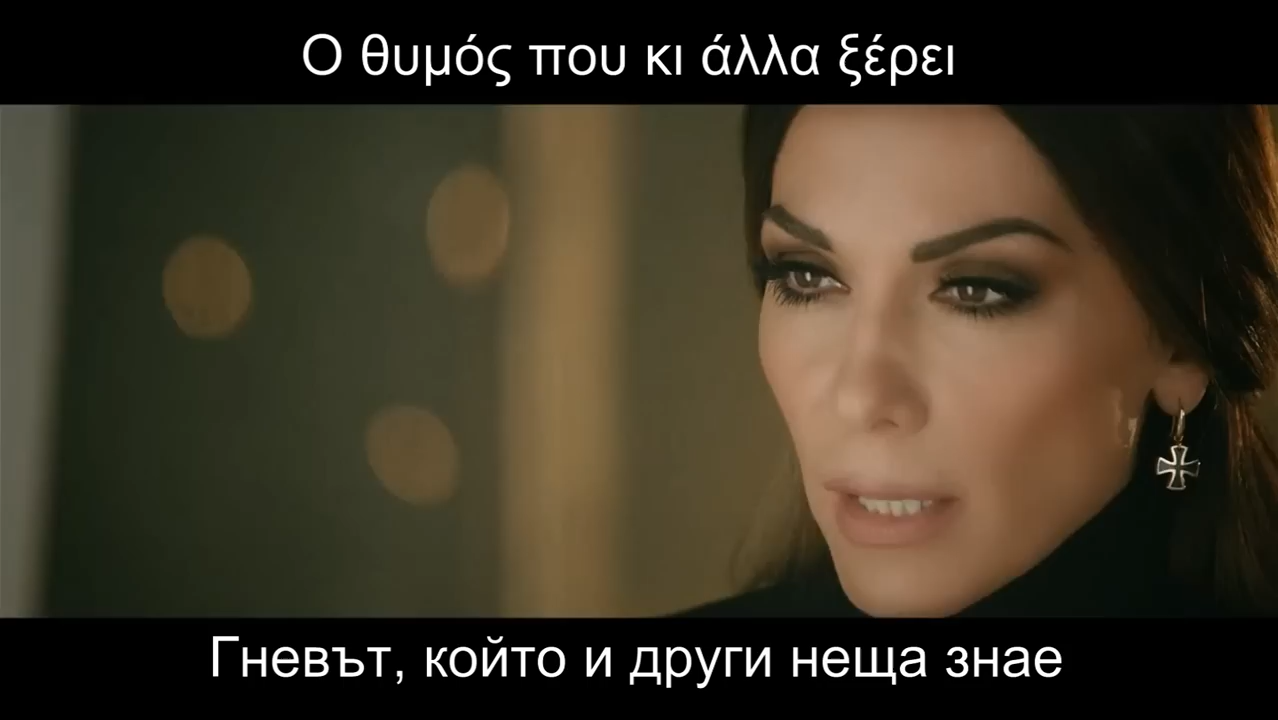 Ο θυμός που κι άλλα ξέρει
Гневът, който и други неща знае